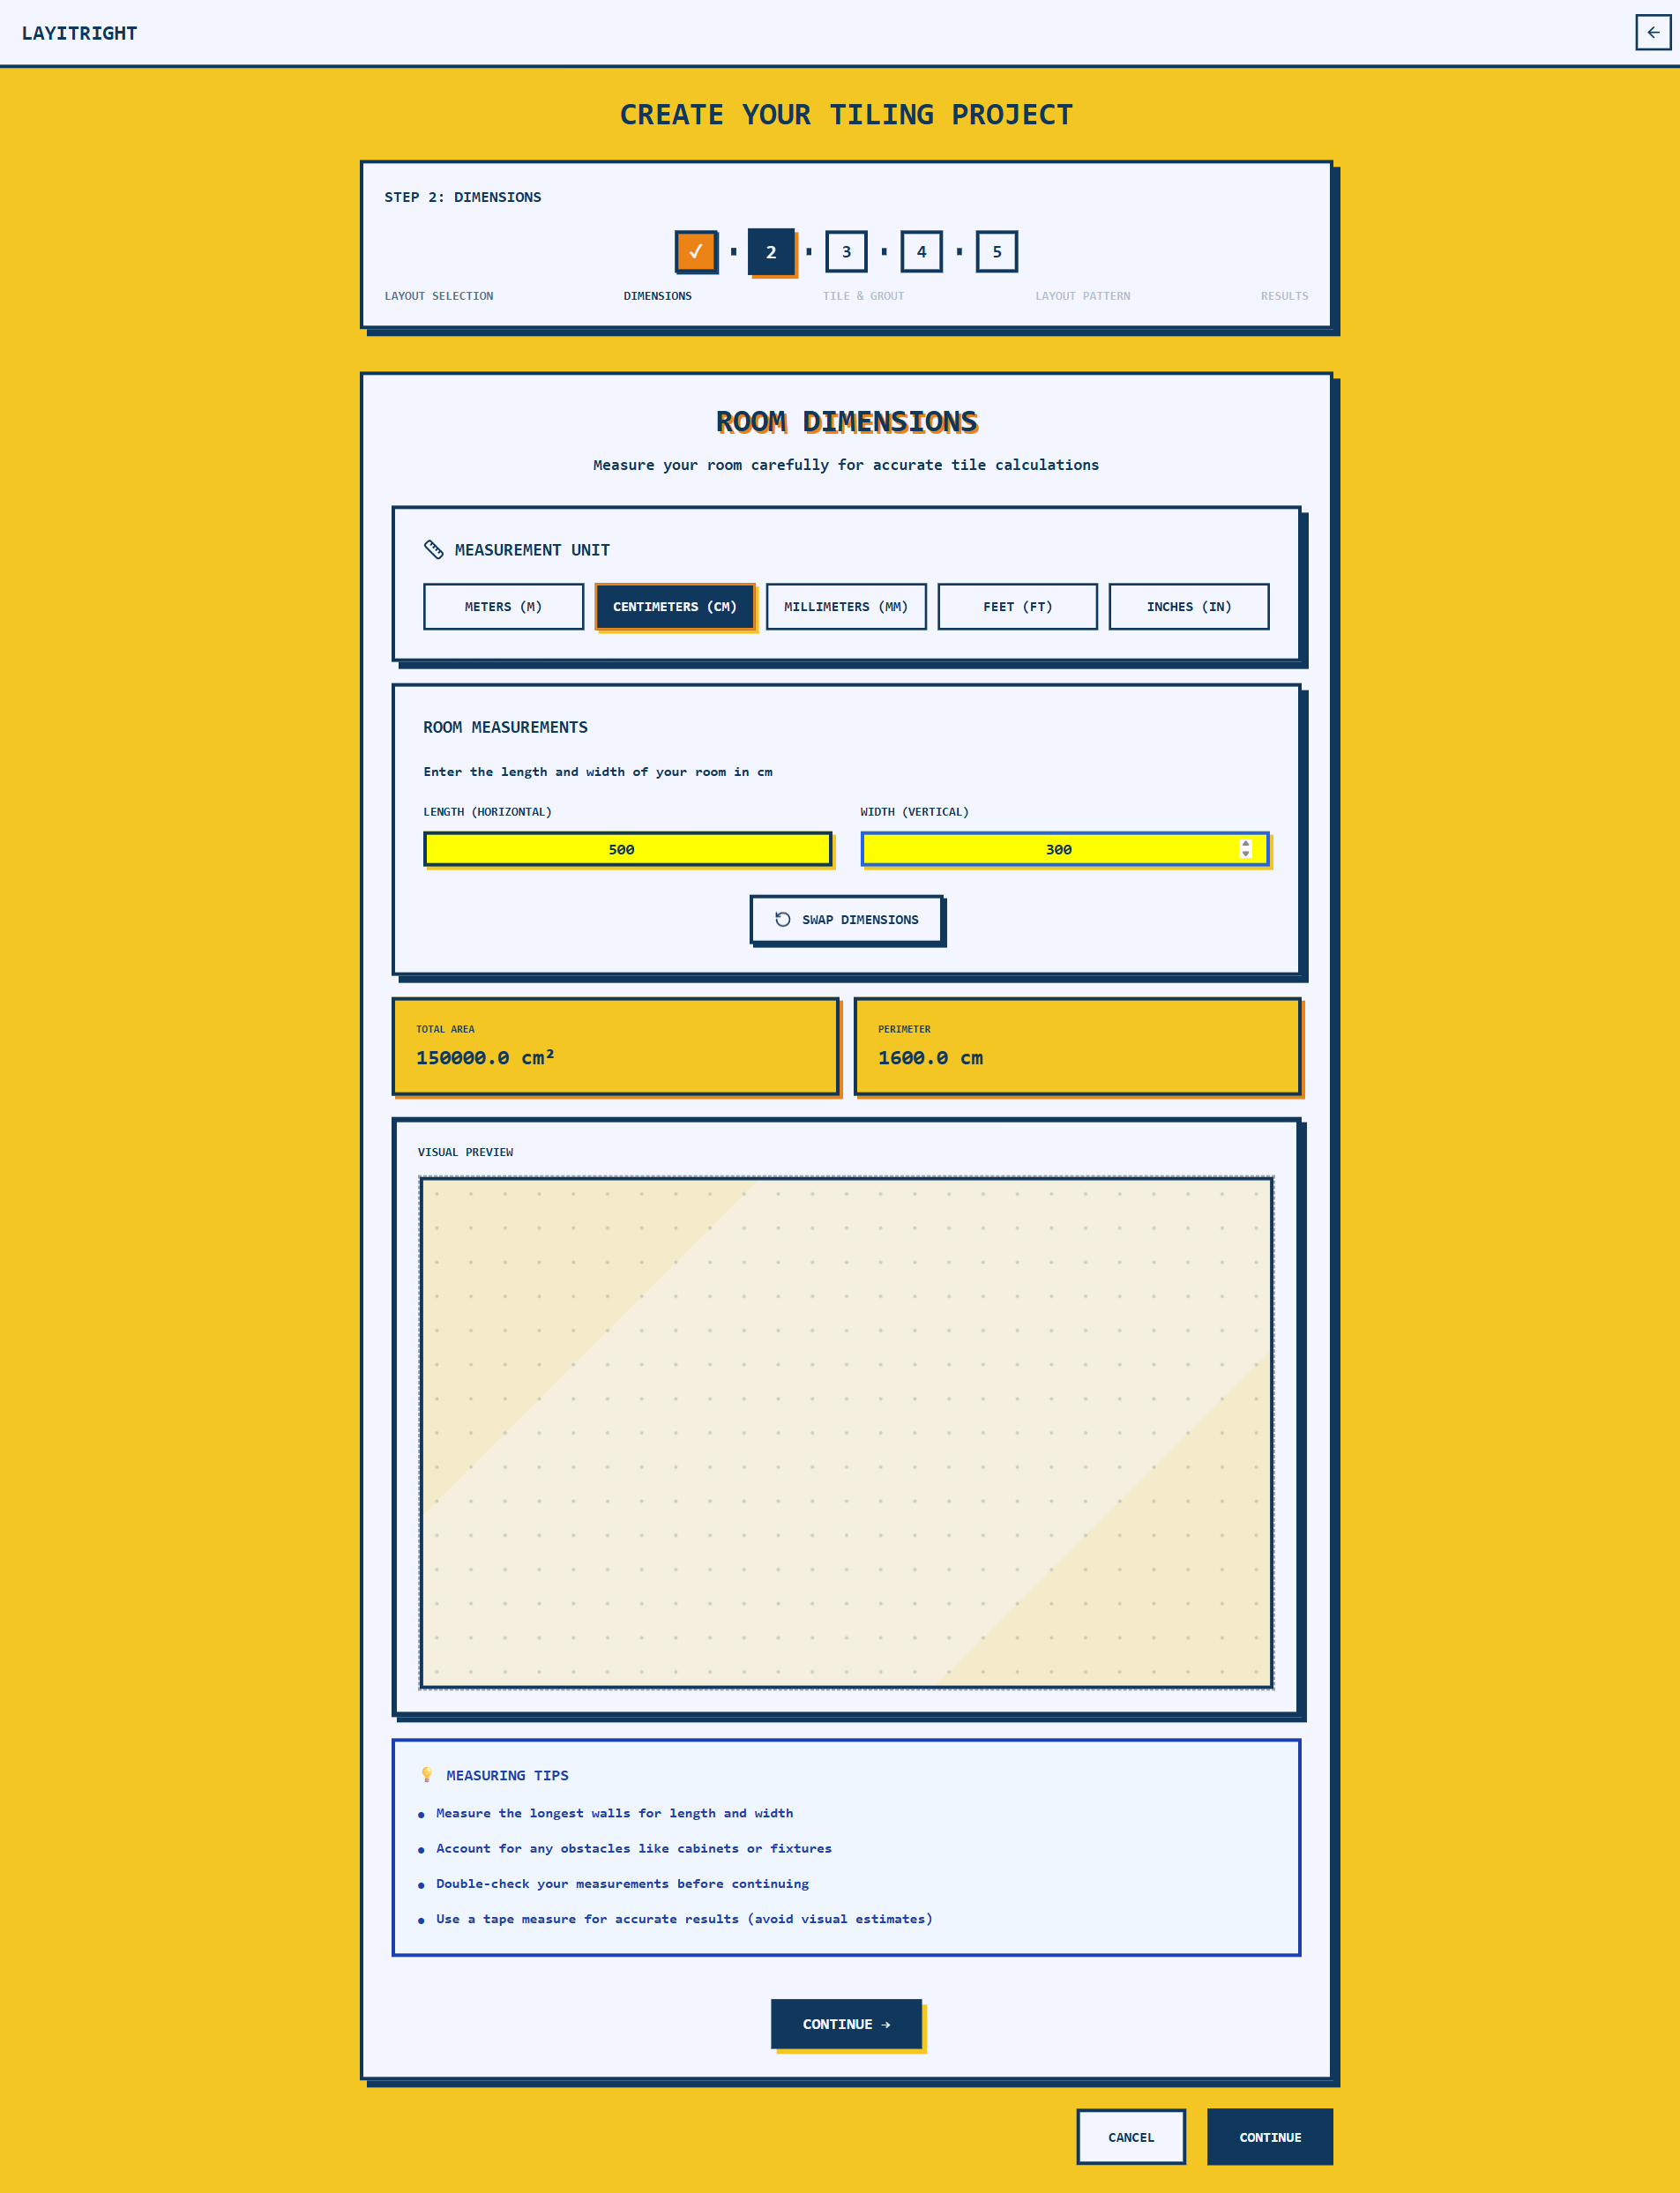 LAYITRIGHT
CREATE YOUR TILING PROJECT
STEP 2: DIMENSIONS
✓ 2 3 4 5
LAYOUT SELECTION DIMENSIONS TILE & GROUT LAYOUT PATTERN RESULTS
ROOM DIMENSIONS
Measure your room carefully for accurate tile calculations
MEASUREMENT UNIT
METERS (M) CENTIMETERS (CM) MILLIMETERS (MM) FEET (FT) INCHES (IN)
ROOM MEASUREMENTS
Enter the length and width of your room in cm
LENGTH (HORIZONTAL) WIDTH (VERTICAL)
500 300
SWAP DIMENSIONS
TOTAL AREA PERIMETER
150000.0 cm² 1600.0 cm
VISUAL PREVIEW
MEASURING TIPS
● Measure the longest walls for length and width
● Account for any obstacles like cabinets or fixtures
● Double-check your measurements before continuing
● Use a tape measure for accurate results (avoid visual estimates)
CONTINUE →
CANCEL CONTINUE